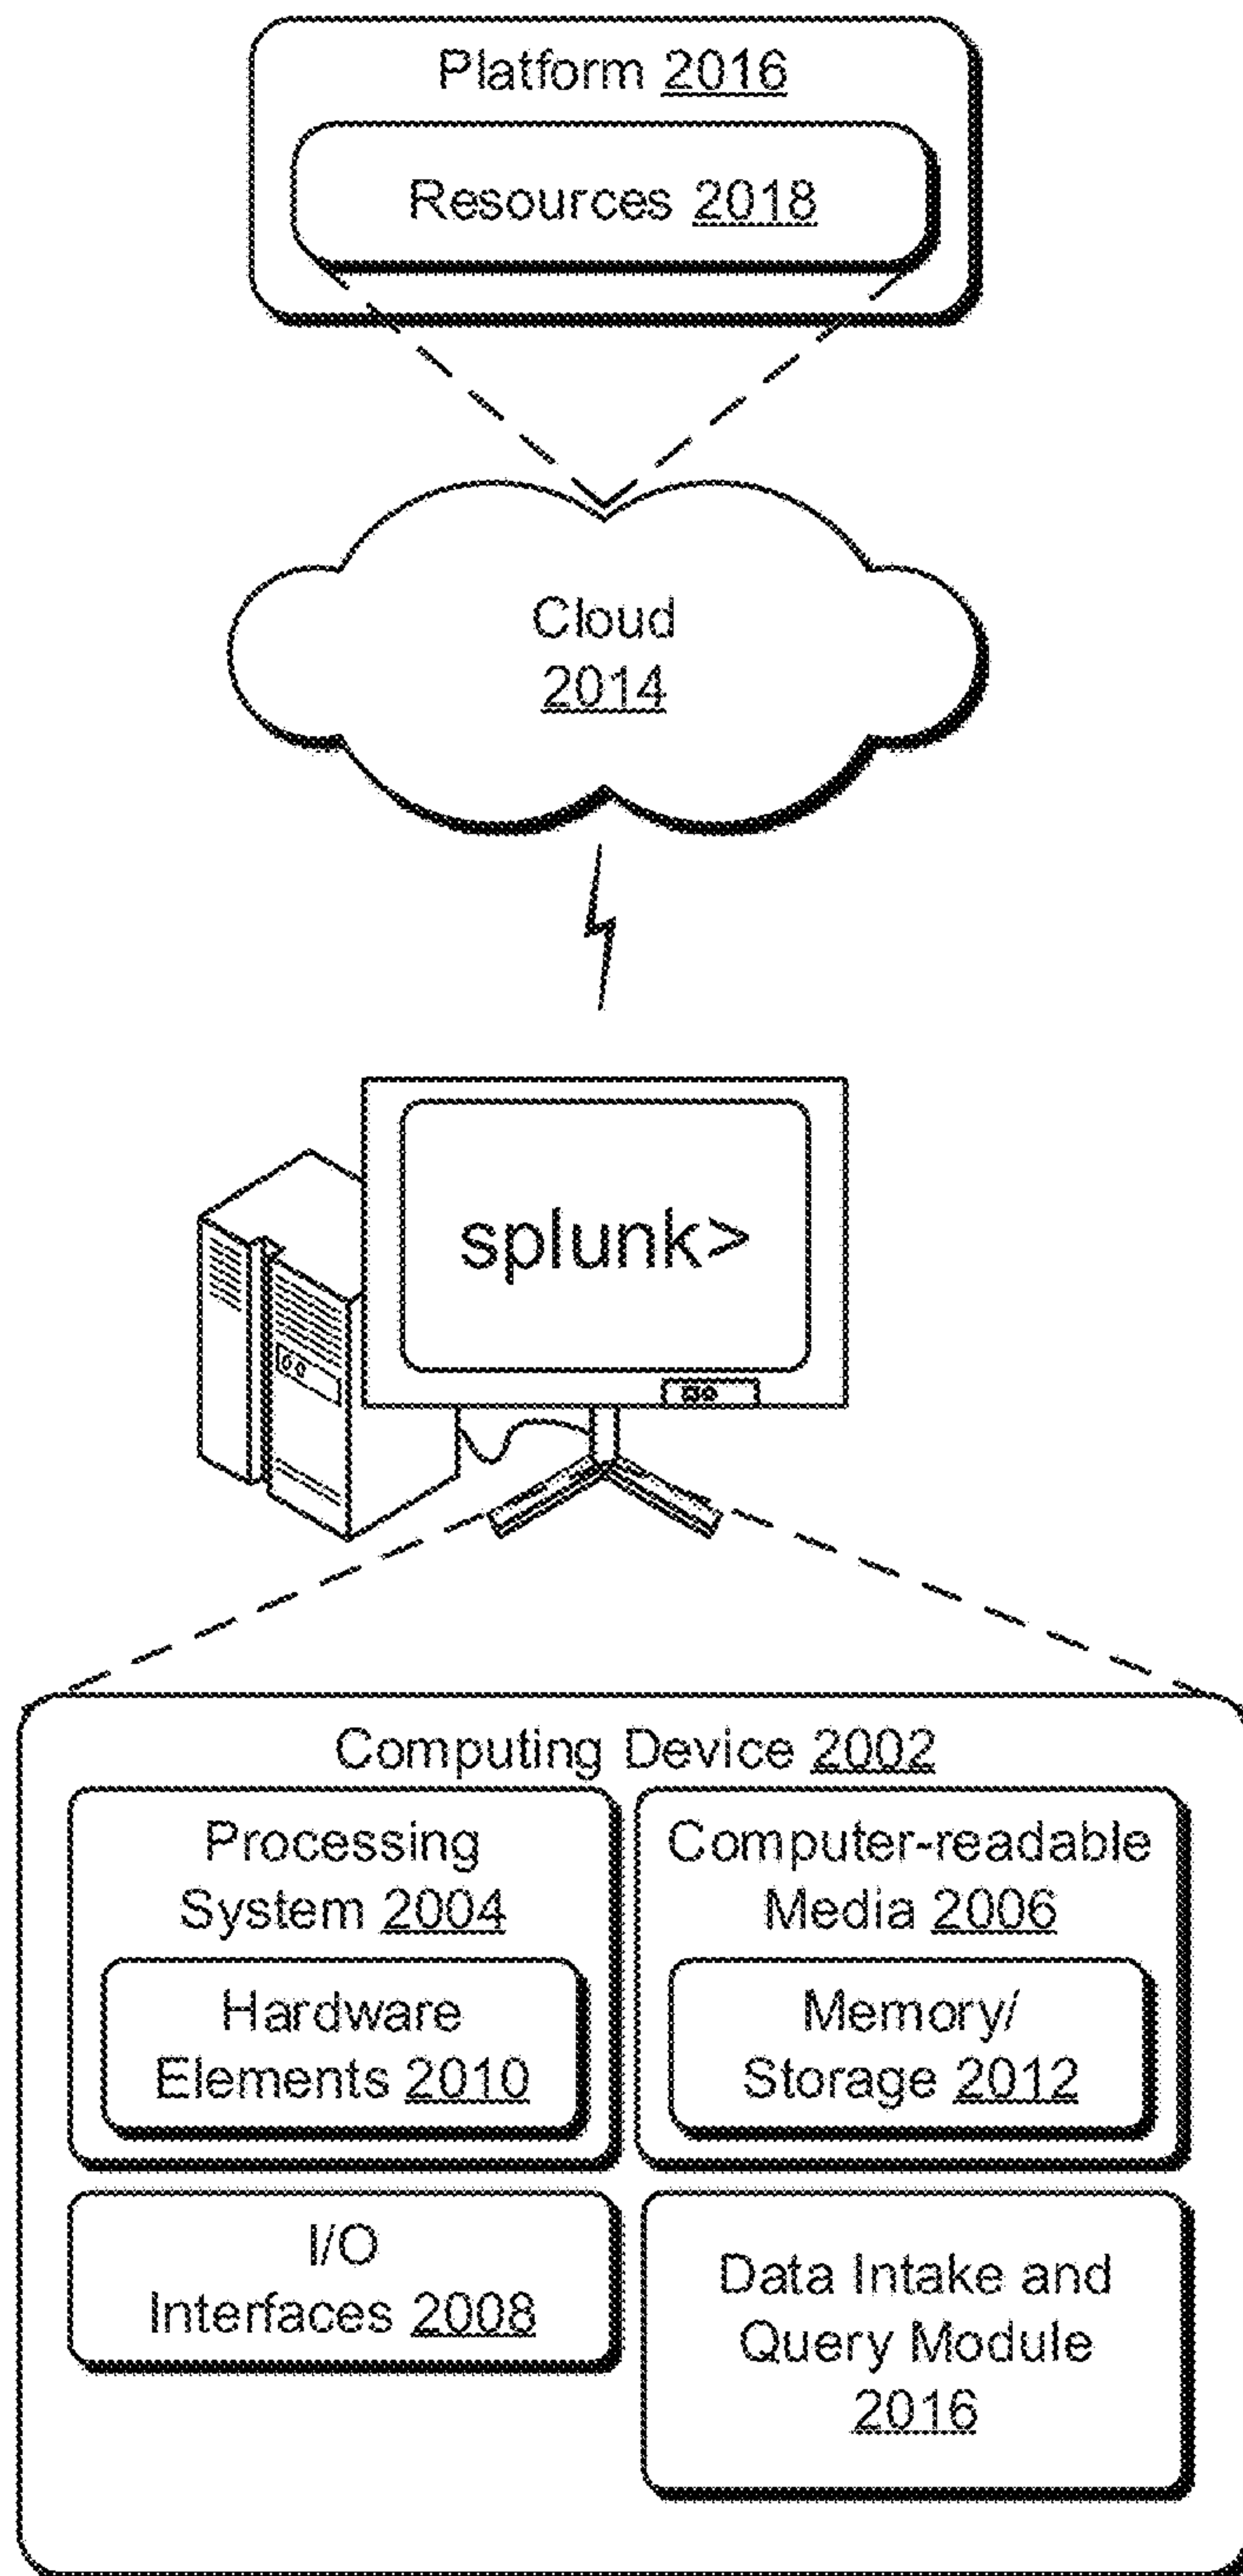 Platform 2016
Resources 2018
Cloud
2014
splunk>
Computing Device 2002
Processing
System 2004
Hardware
Elements 2010
Computer-readable
Media 2006
Memory/
Storage 2012
I/O
Interfaces 2008
Data Intake and
Query Module
2016